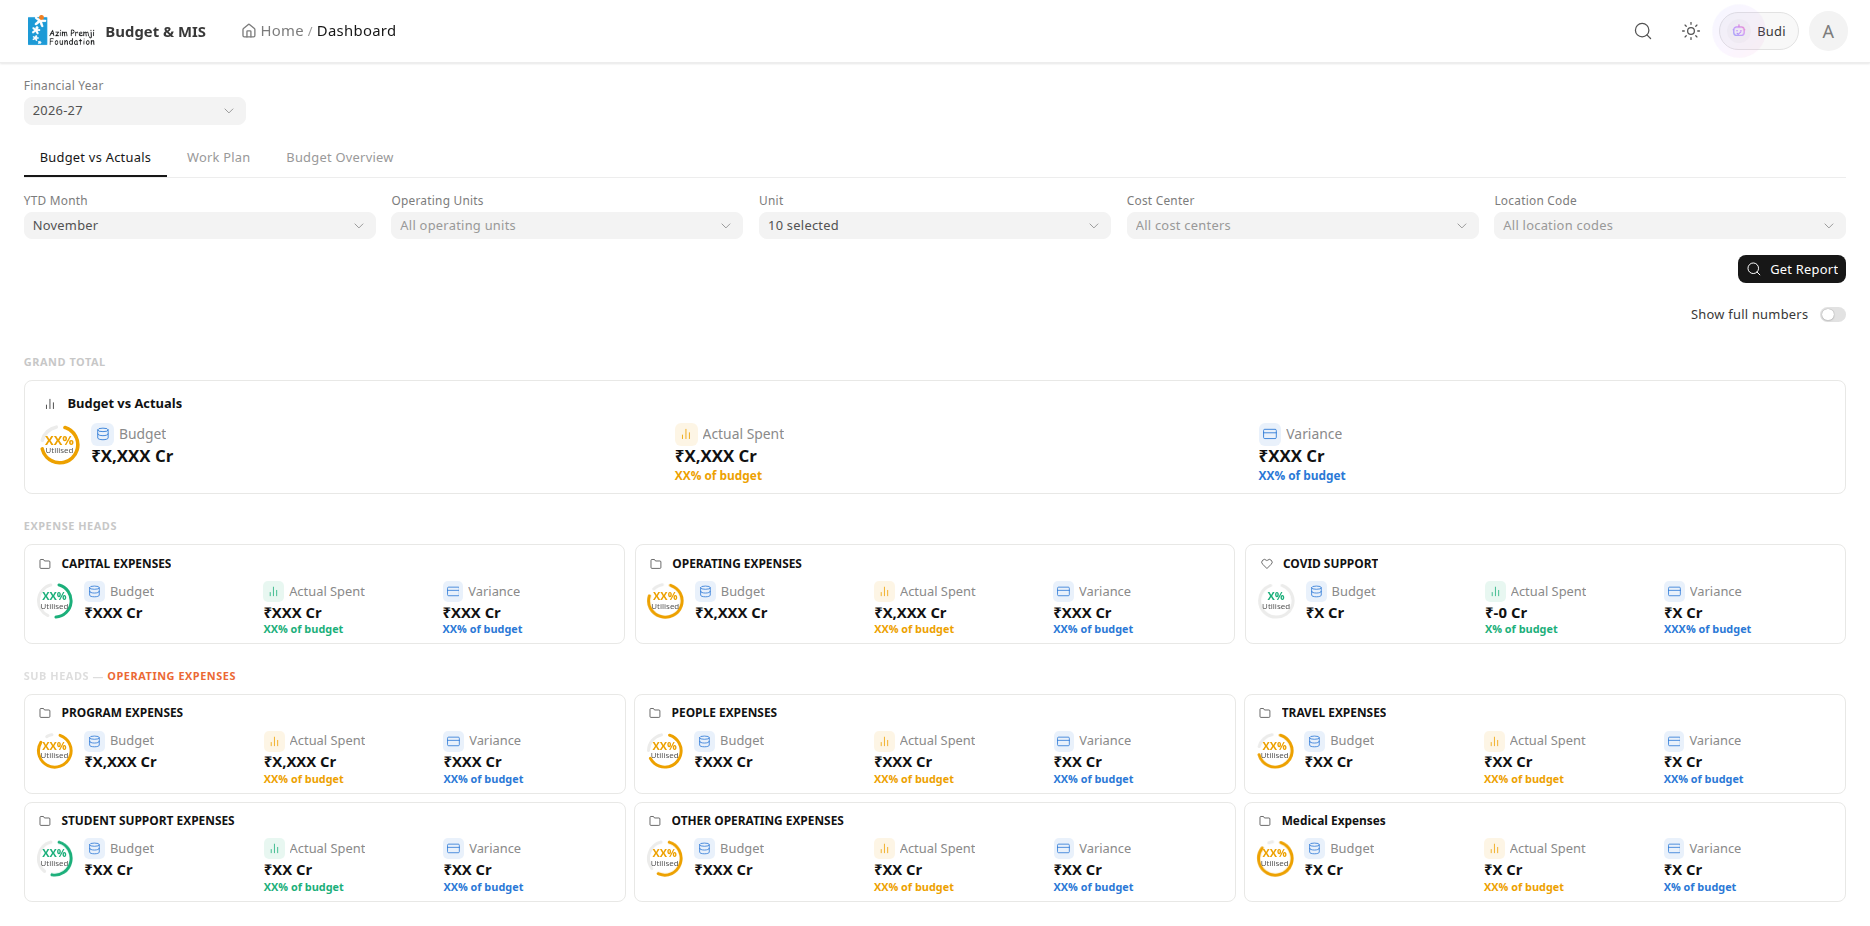 Azim Premji
Foundation
Budget & MIS
Home / Dashboard
Budi
A
Financial Year
2026-27
Budget vs Actuals
Work Plan
Budget Overview
YTD Month
Operating Units
Unit
Cost Center
Location Code
November
All operating units
10 selected
All cost centers
All location codes
Get Report
Show full numbers
GRAND TOTAL
Budget vs Actuals
XX%
Utilised
Budget
₹X,XXX Cr
Actual Spent
₹X,XXX Cr
XX% of budget
Variance
₹XXX Cr
XX% of budget
EXPENSE HEADS
CAPITAL EXPENSES
XX%
Utilised
Budget
₹XXX Cr
Actual Spent
₹XXX Cr
XX% of budget
Variance
₹XXX Cr
XX% of budget
OPERATING EXPENSES
XX%
Utilised
Budget
₹X,XXX Cr
Actual Spent
₹X,XXX Cr
XX% of budget
Variance
₹XXX Cr
XX% of budget
COVID SUPPORT
X%
Utilised
Budget
₹X Cr
Actual Spent
₹-0 Cr
X% of budget
Variance
₹X Cr
XXX% of budget
SUB HEADS — OPERATING EXPENSES
PROGRAM EXPENSES
XX%
Utilised
Budget
₹X,XXX Cr
Actual Spent
₹X,XXX Cr
XX% of budget
Variance
₹XXX Cr
XX% of budget
PEOPLE EXPENSES
XX%
Utilised
Budget
₹XXX Cr
Actual Spent
₹XXX Cr
XX% of budget
Variance
₹XX Cr
XX% of budget
TRAVEL EXPENSES
XX%
Utilised
Budget
₹XX Cr
Actual Spent
₹XX Cr
XX% of budget
Variance
₹X Cr
XX% of budget
STUDENT SUPPORT EXPENSES
XX%
Utilised
Budget
₹XX Cr
Actual Spent
₹XX Cr
XX% of budget
Variance
₹XX Cr
XX% of budget
OTHER OPERATING EXPENSES
XX%
Utilised
Budget
₹XXX Cr
Actual Spent
₹XX Cr
XX% of budget
Variance
₹XX Cr
XX% of budget
Medical Expenses
XX%
Utilised
Budget
₹X Cr
Actual Spent
₹X Cr
XX% of budget
Variance
₹X Cr
X% of budget